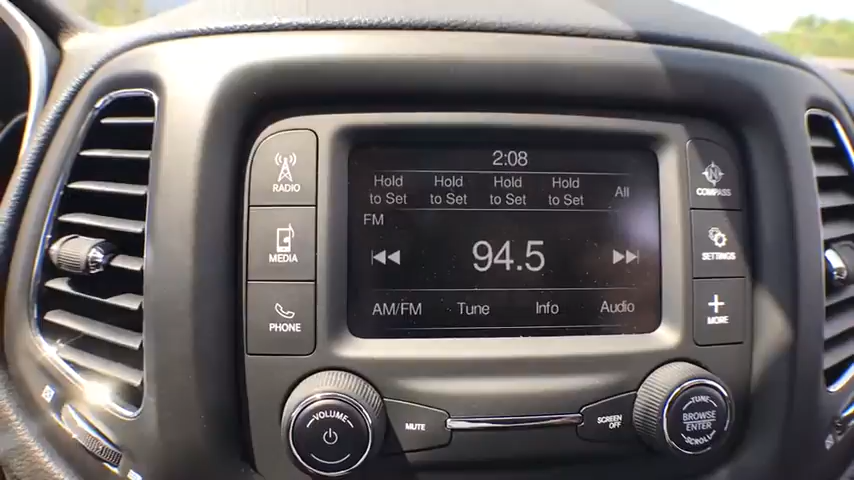 2:08
Hold Hold Hold Hold
to Set to Set to Set to Set All
FM
94.5
AM/FM Tune Info Audio
RADIO
MEDIA
PHONE
N
COMPASS
SETTINGS
MORE
VOLUME
MUTE
SCREEN
OFF
TUNE
BROWSE
ENTER
SCROLL